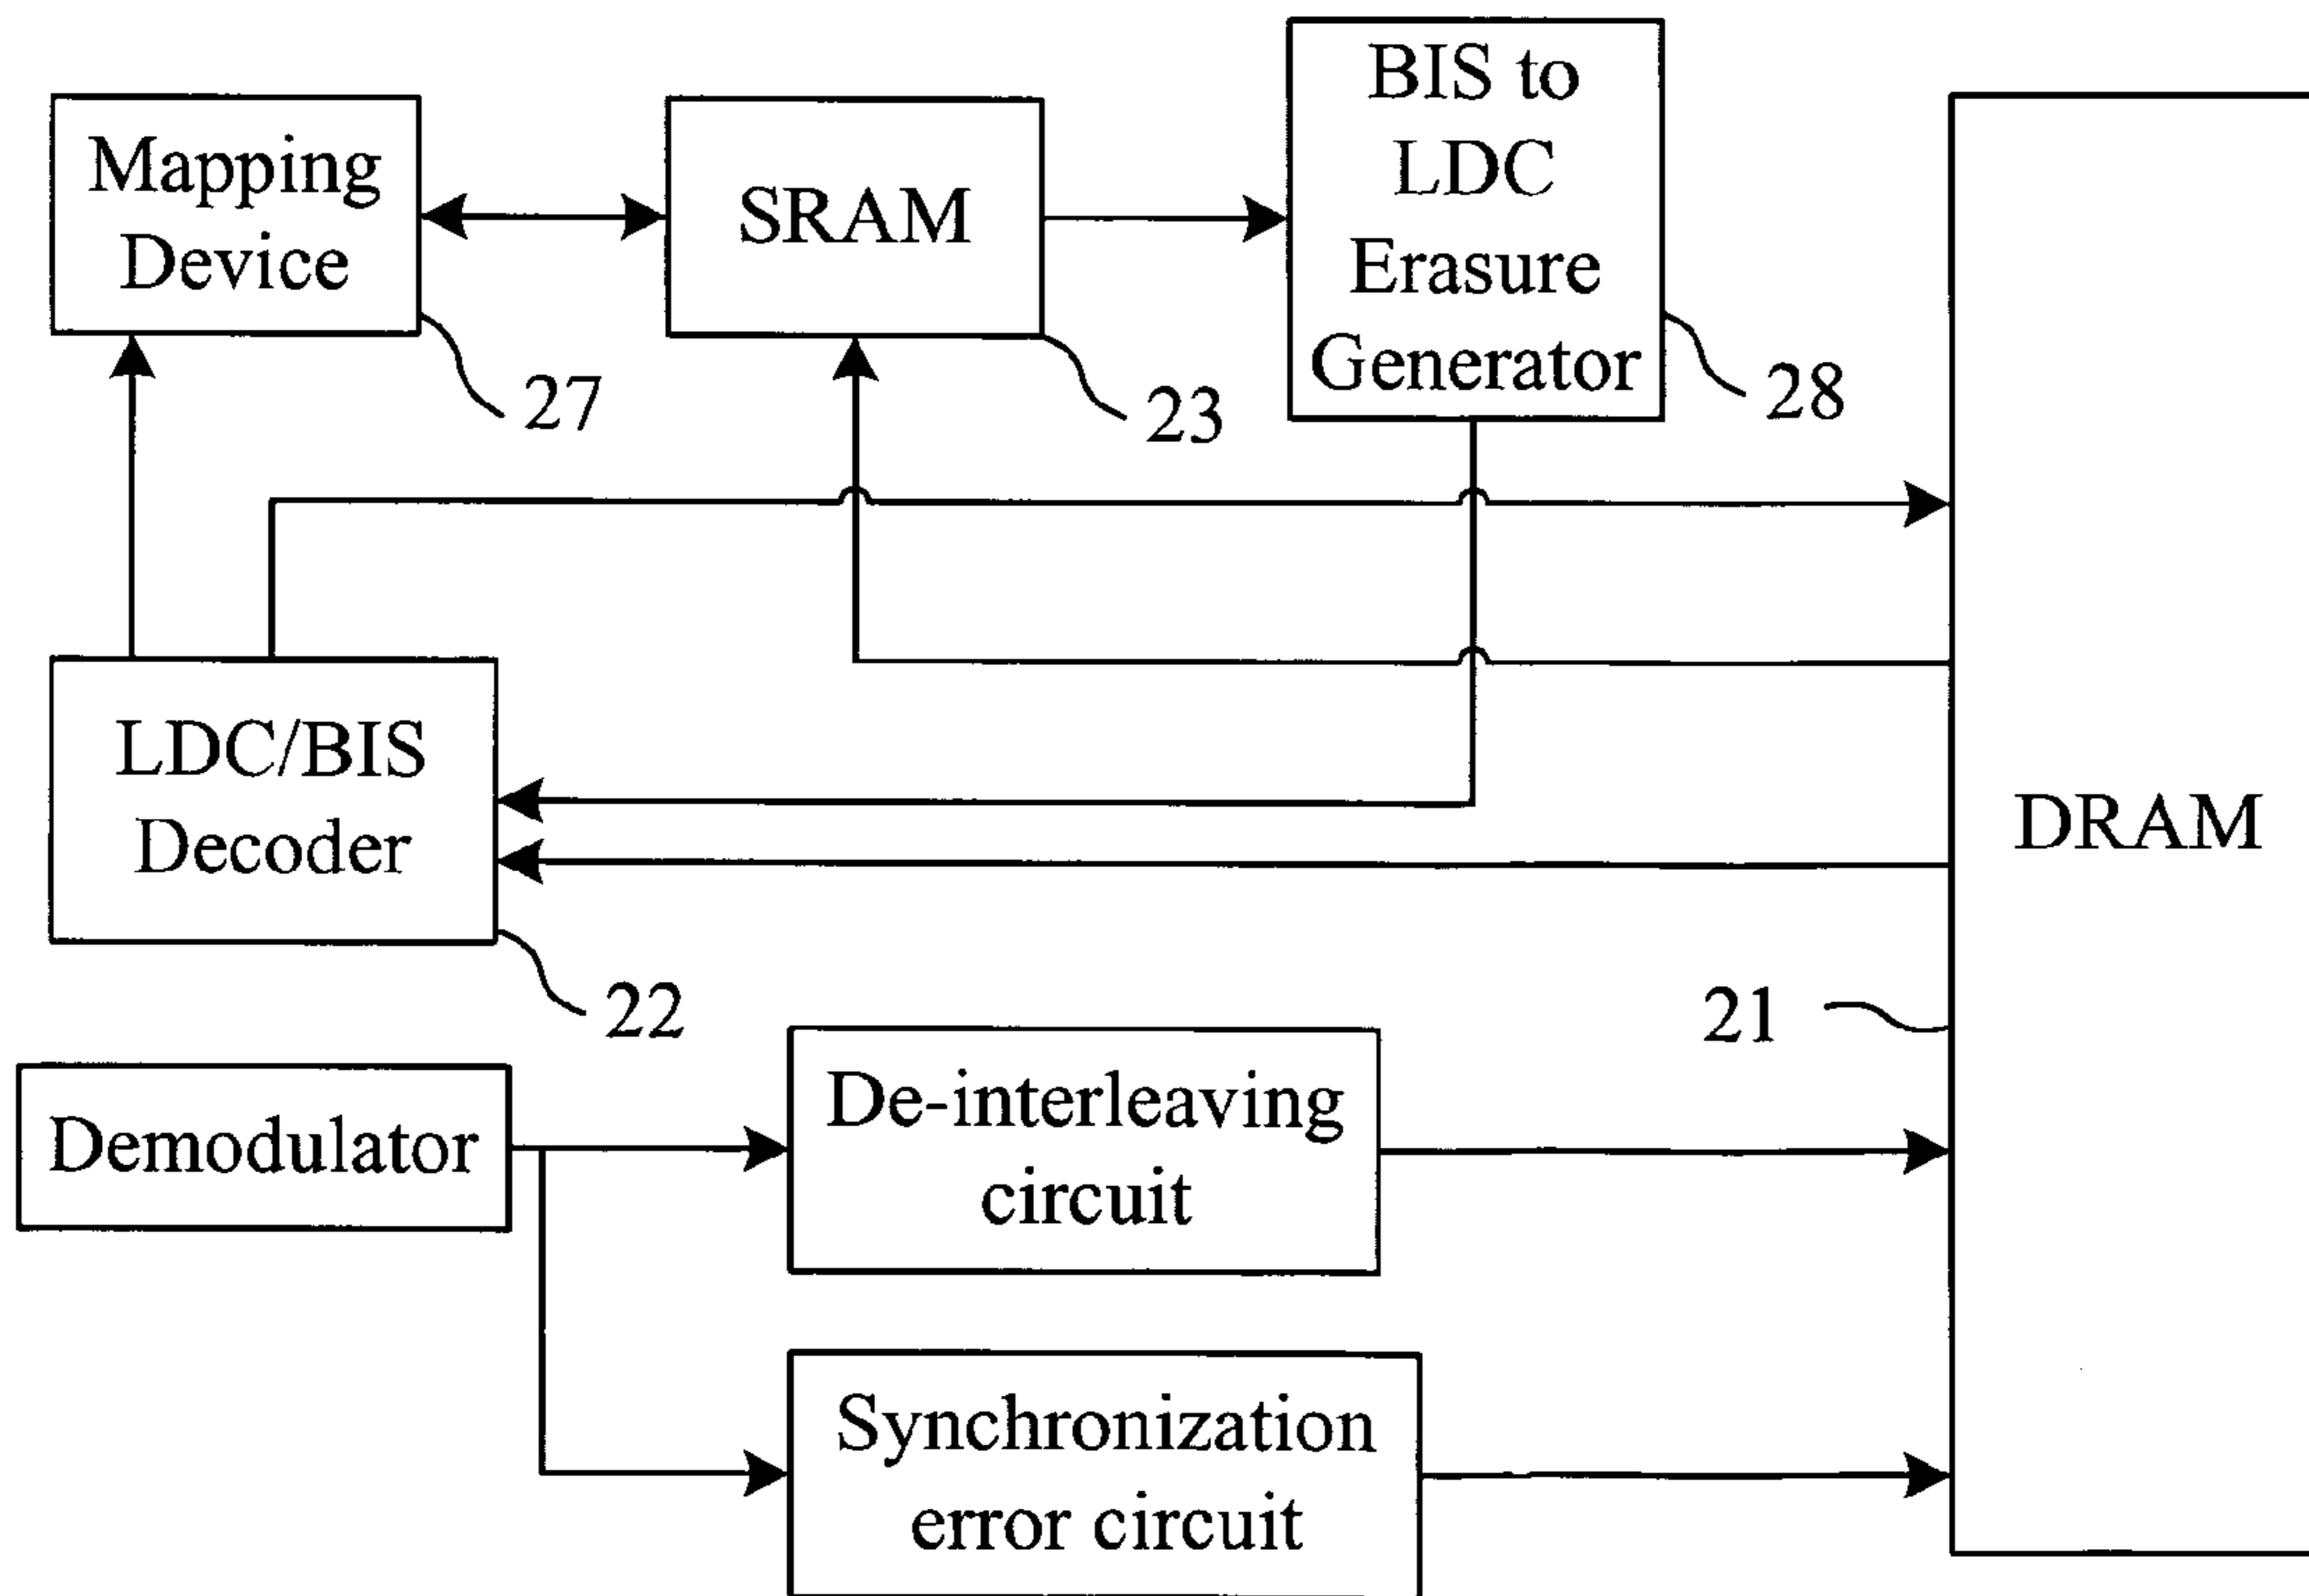 Mapping
Device
27
SRAM
23
BIS to
LDC
Erasure
Generator
28
LDC/BIS
Decoder
22
DRAM
21
Demodulator
De-interleaving
circuit
Synchronization
error circuit